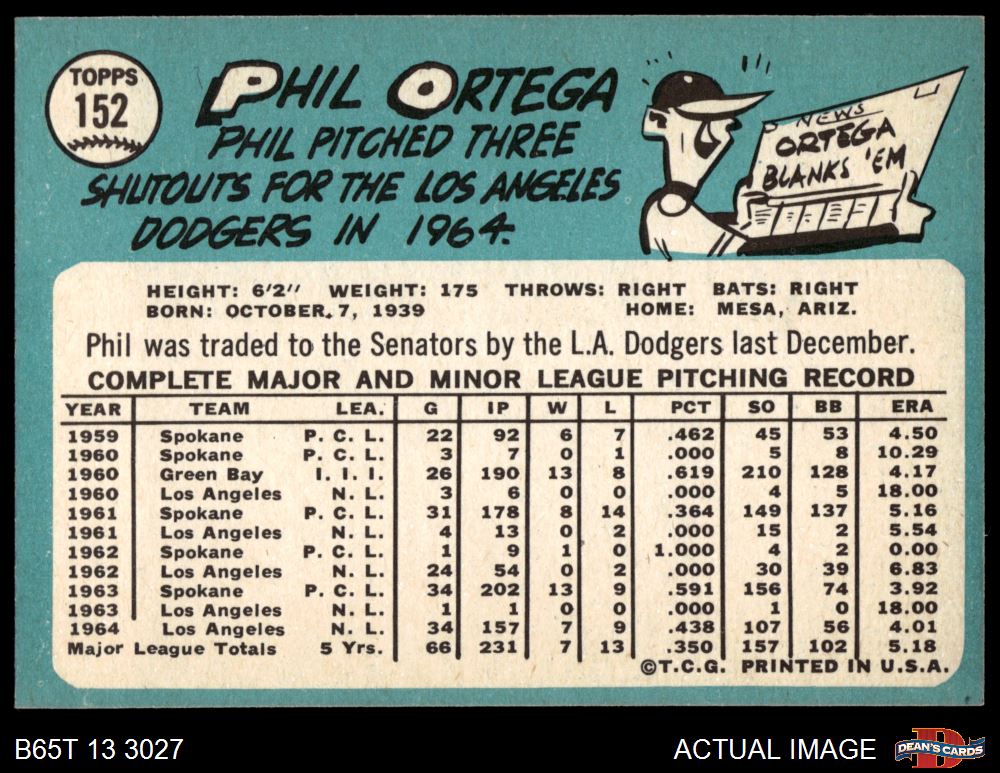 TOPPS
152
PHIL ORTEGA
PHIL PITCHED THREE
SHUTOUTS FOR THE LOS ANGELES
DODGERS IN 1964.
NEWS
ORTEGA
BLANKS 'EM
HEIGHT: 6'2" WEIGHT: 175 THROWS: RIGHT BATS: RIGHT
BORN: OCTOBER 7, 1939 HOME: MESA, ARIZ.
Phil was traded to the Senators by the L.A. Dodgers last December.
COMPLETE MAJOR AND MINOR LEAGUE PITCHING RECORD
YEAR TEAM LEA. G IP W L PCT SO BB ERA
1959 Spokane P. C. L. 22 92 6 7 .462 45 53 4.50
1960 Spokane P. C. L. 3 7 0 1 .000 5 8 10.29
1960 Green Bay I. I. I. 26 190 13 8 .619 210 128 4.17
1960 Los Angeles N. L. 3 6 0 0 .000 4 5 18.00
1961 Spokane P. C. L. 31 178 8 14 .364 149 137 5.16
1961 Los Angeles N. L. 4 13 0 2 .000 15 2 5.54
1962 Spokane P. C. L. 1 9 1 0 1.000 4 2 0.00
1962 Los Angeles N. L. 24 54 0 2 .000 30 39 6.83
1963 Spokane P. C. L. 34 202 13 9 .591 156 74 3.92
1963 Los Angeles N. L. 1 1 0 0 .000 1 0 18.00
1964 Los Angeles N. L. 34 157 7 9 .438 107 56 4.01
Major League Totals 5 Yrs. 66 231 7 13 .350 157 102 5.18
©T.C.G. PRINTED IN U.S.A.
B65T 13 3027
ACTUAL IMAGE
DEAN'S CARDS